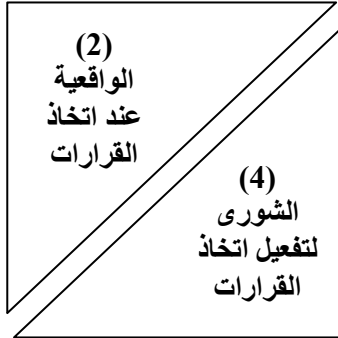 (2)
الواقعية
عند اتخاذ
القرارات
(4)
الشورى
لتفعيل اتخاذ
القرارات